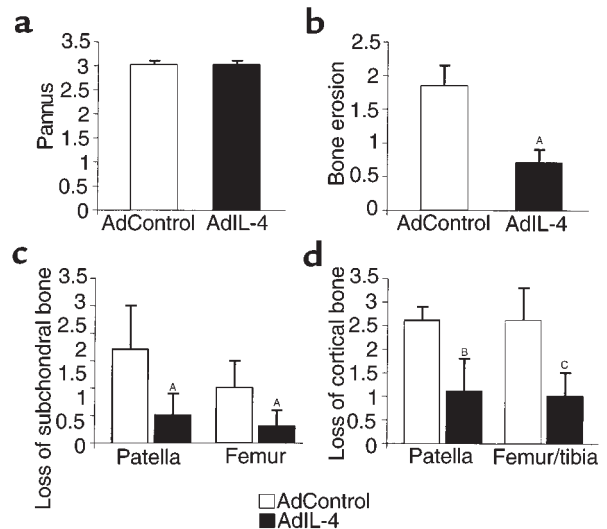 a
Pannus
3.5
3
2.5
2
1.5
1
0.5
0
AdControl AdIL-4
b
Bone erosion
2.5
2
1.5
1
0.5
0
A
AdControl AdIL-4
c
Loss of subchondral bone
3.5
3
2.5
2
1.5
1
0.5
0
A A
Patella Femur
d
Loss of cortical bone
3.5
3
2.5
2
1.5
1
0.5
0
B C
Patella Femur/tibia
AdControl
AdIL-4